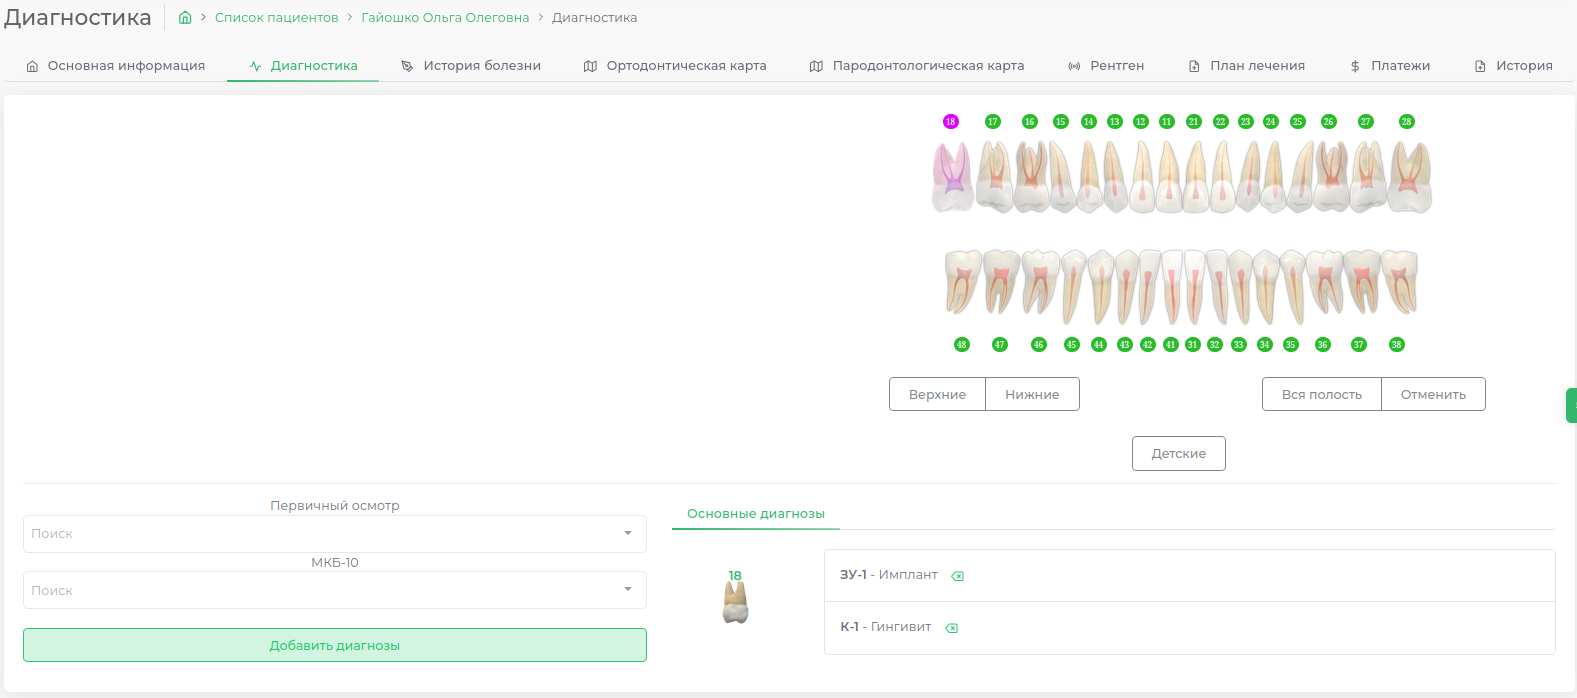 Диагностика
Список пациентов
Гайошко Ольга Олеговна
Диагностика
Основная информация
Диагностика
История болезни
Ортодонтическая карта
Пародонтологическая карта
Рентген
План лечения
Платежи
История
18 17 16 15 14 13 12 11 21 22 23 24 25 26 27 28
48 47 46 45 44 43 42 41 31 32 33 34 35 36 37 38
Верхние
Нижние
Вся полость
Отменить
Детские
Первичный осмотр
Поиск
МКБ-10
Поиск
Добавить диагнозы
Основные диагнозы
18
ЗУ-1 - Имплант
К-1 - Гингивит